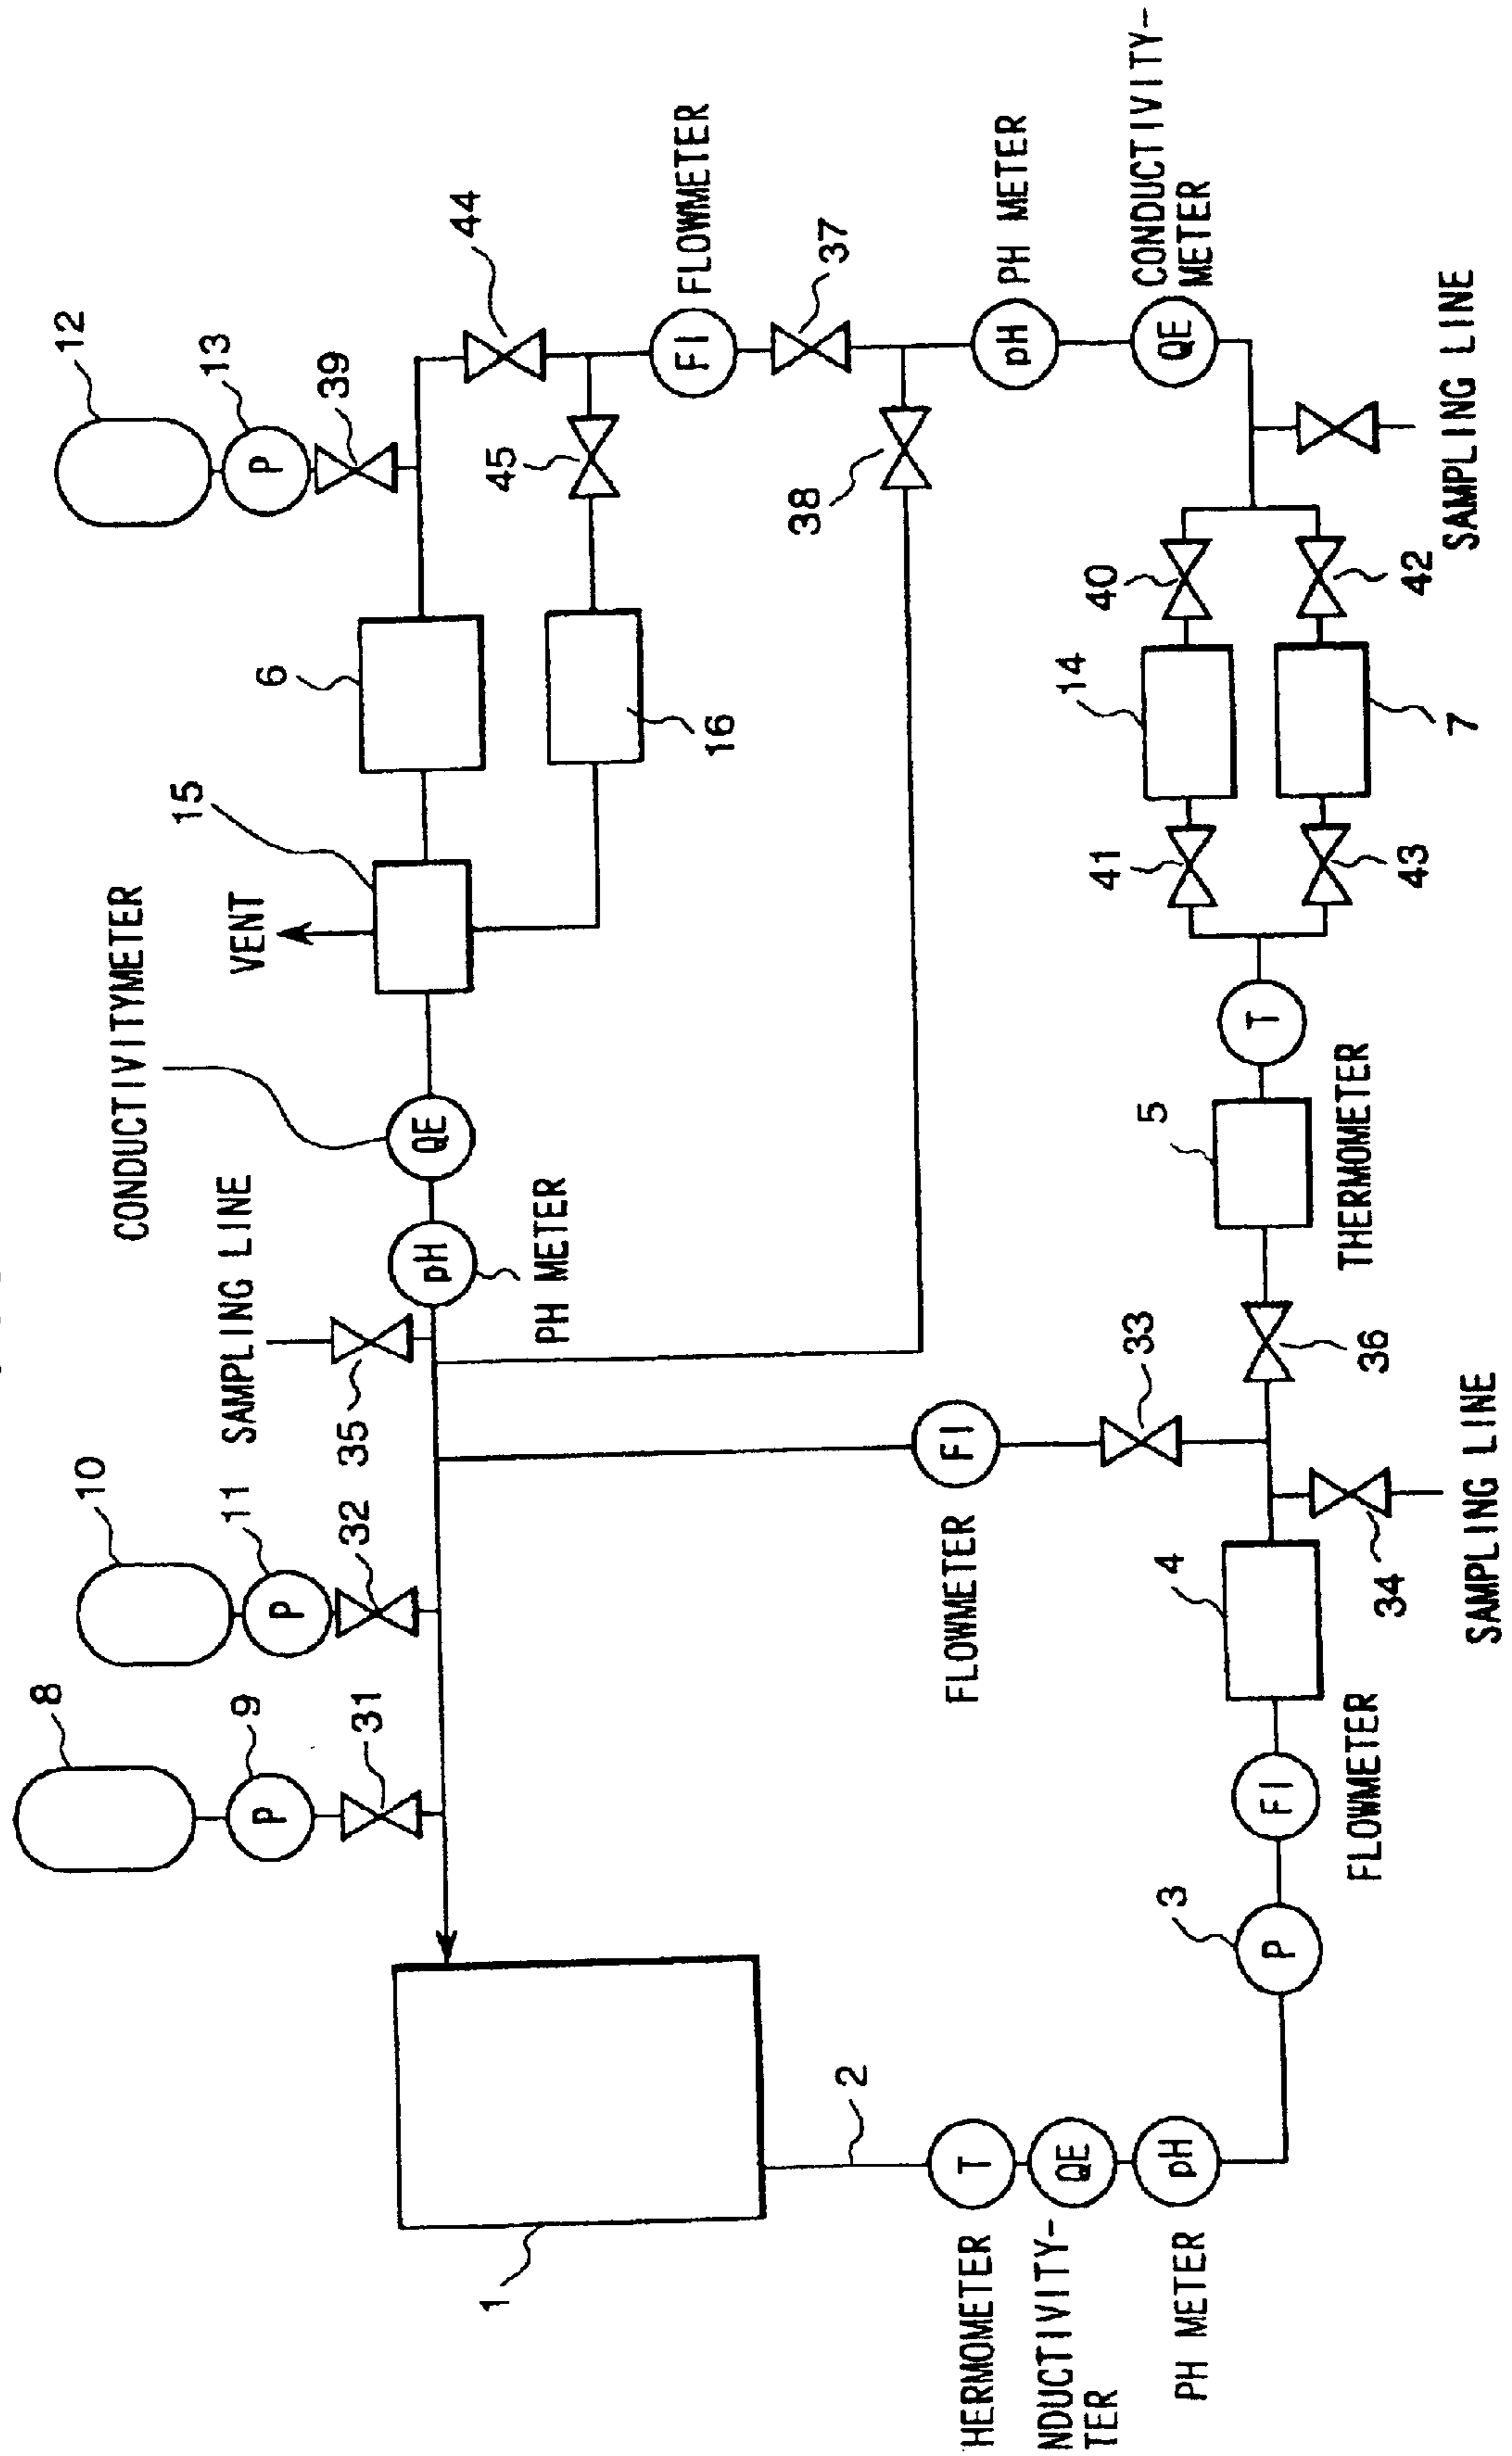 8
12
10
CONDUCTIVITYMETER
15
13
9
11
SAMPLING LINE
VENT
P
P
P
6
39
31
32
35
pH
QE
44
1
PH METER
45
16
FI
FLOWMETER
38
37
2
HERMOMETER
T
FLOWMETER
FI
pH
PH METER
NDUCTIVITY-
TER
QE
14
40
41
33
5
4
3
PH METER
pH
QE
CONDUCTIVITY-
METER
T
P
FI
FLOWMETER
THERMOMETER
36
34
43
42
7
SAMPLING LINE
SAMPLING LINE